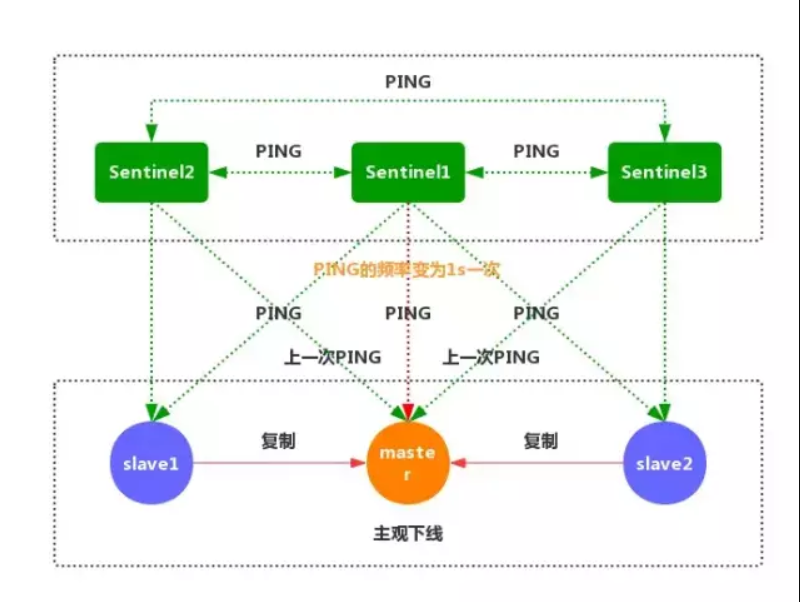 PING
PING
PING
Sentinel2
Sentinel1
Sentinel3
PING的频率变为1s一次
PING
PING
PING
上一次PING
上一次PING
复制
复制
slave1
maste
r
slave2
主观下线